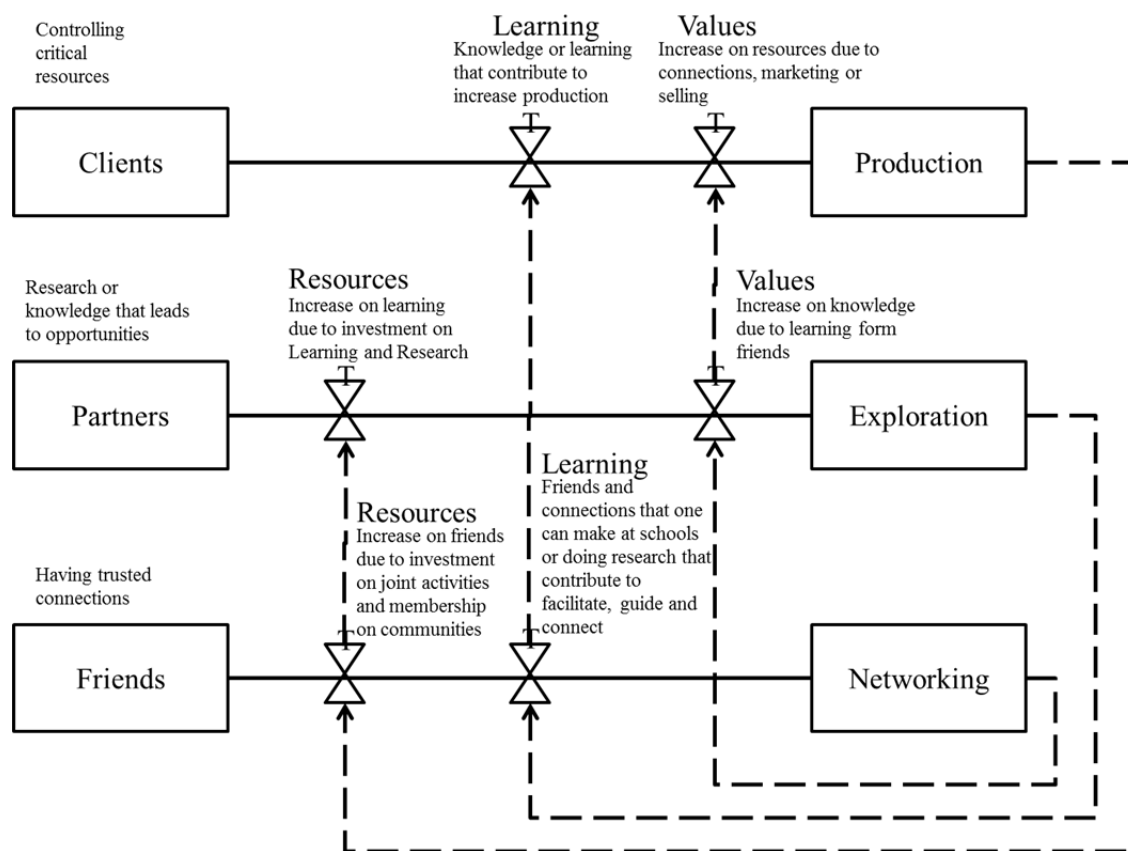 Controlling
critical
resources
Learning
Knowledge or learning
that contribute to
increase production
Values
Increase on resources due to
connections, marketing or
selling
T
T
Clients
Production
Research or
knowledge that leads
to opportunities
Resources
Increase on learning
due to investment on
Learning and Research
Values
Increase on knowledge
due to learning form
friends
T
T
Partners
Exploration
Having trusted
connections
Resources
Increase on friends
due to investment
on joint activities
and membership
on communities
Learning
Friends and
connections that one
can make at schools
or doing research that
contribute to
facilitate, guide and
connect
T
T
Friends
Networking